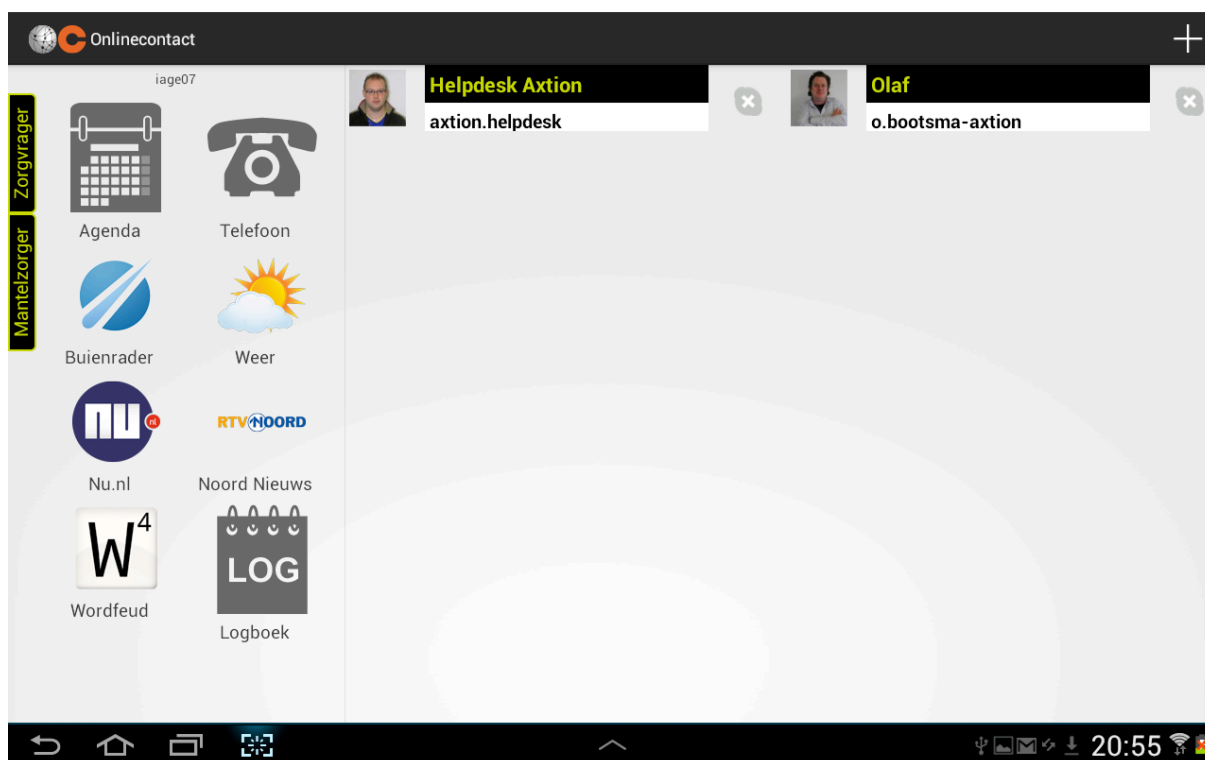 Onlinecontact
iage07
Zorgvrager
Mantelzorger
Agenda
Telefoon
Buienrader
Weer
nu nl
Nu.nl
RTV NOORD
Noord Nieuws
W4
Wordfeud
LOG
Logboek
Helpdesk Axtion
axtion.helpdesk
Olaf
o.bootsma-axtion
20:55